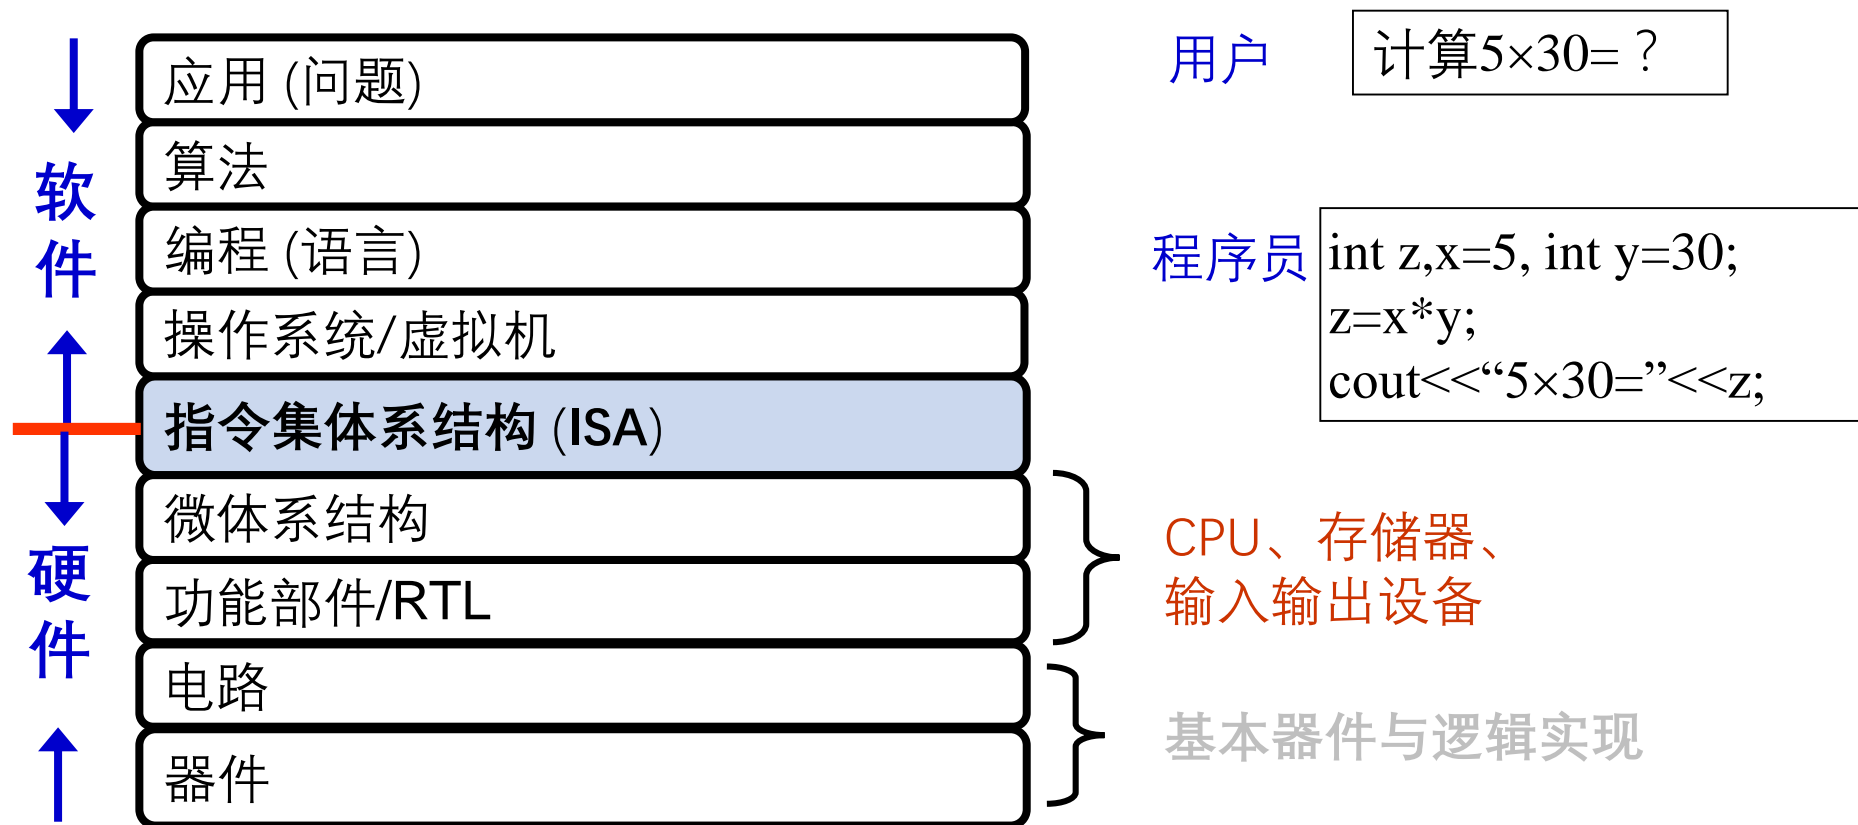 应用 (问题)
算法
编程 (语言)
操作系统/虚拟机
指令集体系结构 (ISA)
微体系结构
功能部件/RTL
电路
器件
软件
硬件
用户
计算5×30=？
程序员
int z,x=5, int y=30;
z=x*y;
cout<<“5×30=”<<z;
CPU、存储器、
输入输出设备
基本器件与逻辑实现